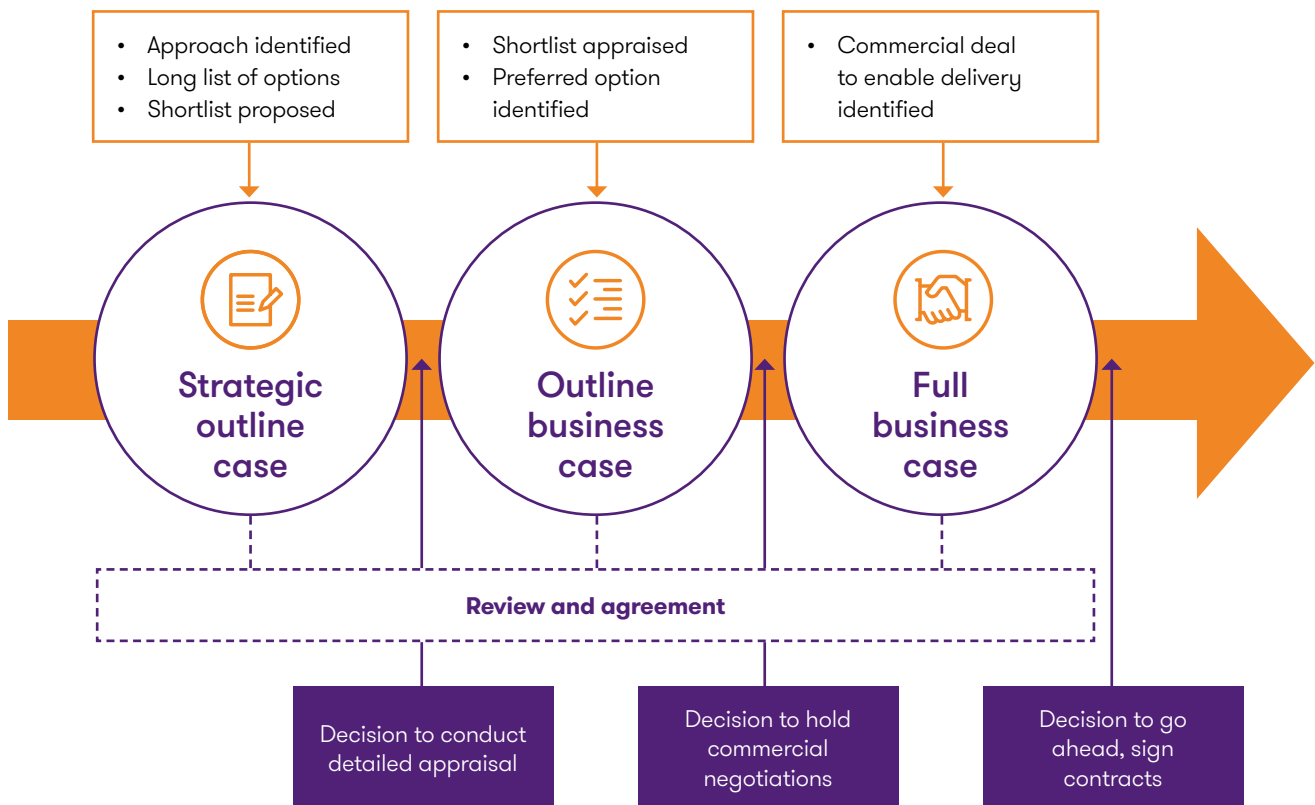 • Approach identified
• Long list of options
• Shortlist proposed
• Shortlist appraised
• Preferred option
identified
• Commercial deal
to enable delivery
identified
Strategic
outline
case
Outline
business
case
Full
business
case
Review and agreement
Decision to conduct
detailed appraisal
Decision to hold
commercial
negotiations
Decision to go
ahead, sign
contracts